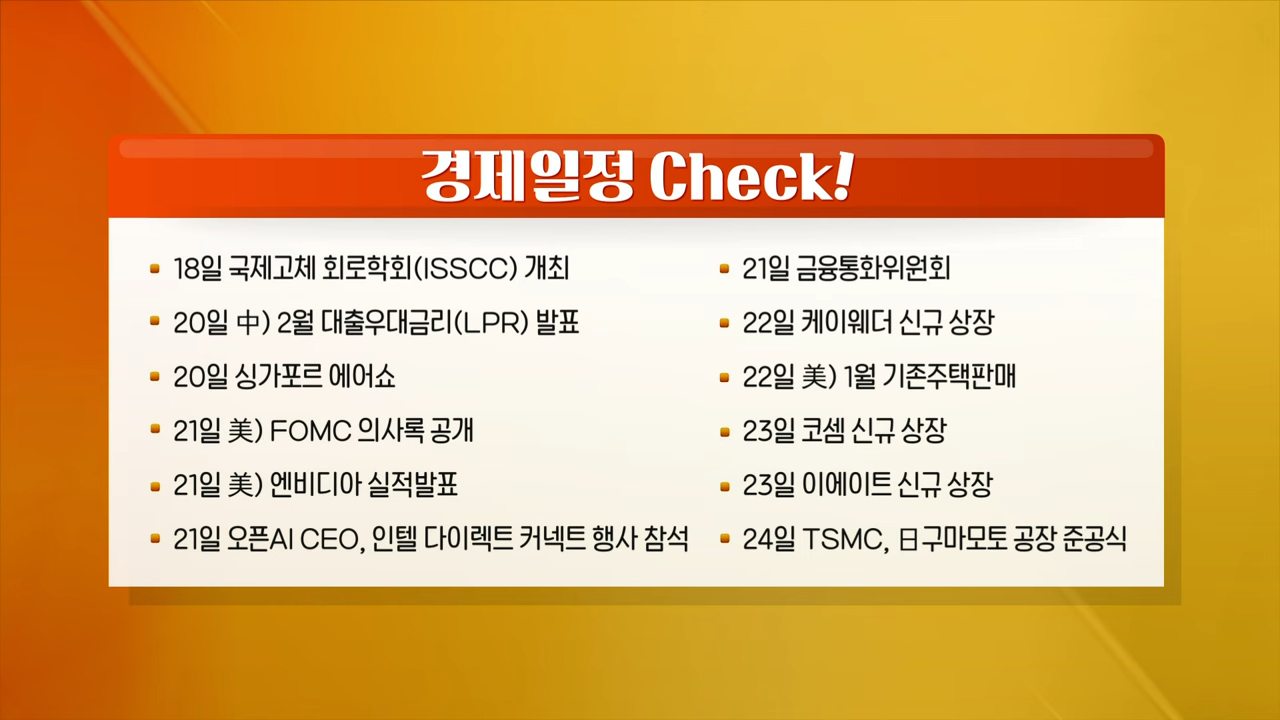 경제일정 Check!
18일 국제고체 회로학회(ISSCC) 개최
20일 中) 2월 대출우대금리(LPR) 발표
20일 싱가포르 에어쇼
21일 美) FOMC 의사록 공개
21일 美) 엔비디아 실적발표
21일 오픈AI CEO, 인텔 다이렉트 커넥트 행사 참석
21일 금융통화위원회
22일 케이웨더 신규 상장
22일 美) 1월 기존주택판매
23일 코셈 신규 상장
23일 이에이트 신규 상장
24일 TSMC, 日구마모토 공장 준공식